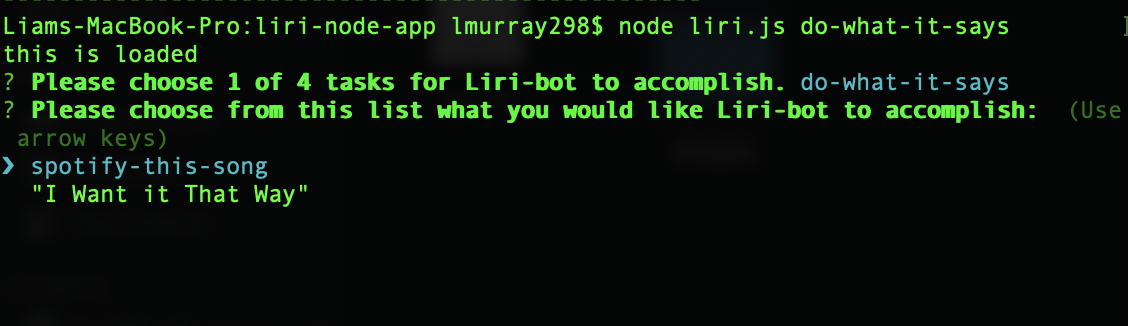 Liams-MacBook-Pro:liri-node-app lmurray298$ node liri.js do-what-it-says ]
this is loaded
? Please choose 1 of 4 tasks for Liri-bot to accomplish. do-what-it-says
? Please choose from this list what you would like Liri-bot to accomplish:  (Use
 arrow keys)
❯ spotify-this-song
  "I Want it That Way"